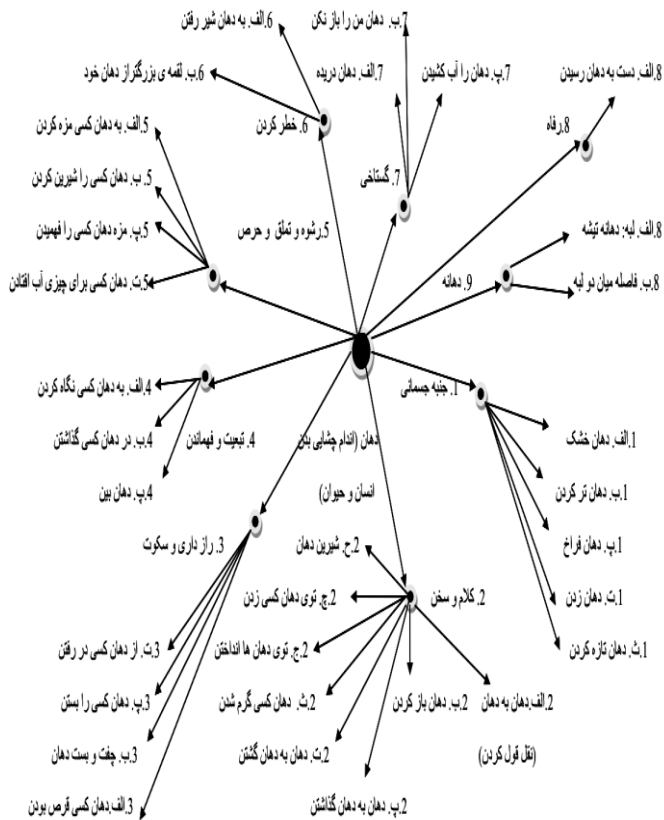 7.ب. دهان من را باز نکن
6.الف. به دهان شیر رفتن
6.ب. لقمه ی بزرگتراز دهان خود
7.الف. دهان دریده
7.پ. دهان را آب کشیدن
8.الف. دست به دهان رسیدن
6. خطر کردن
8.رفاه
5.الف. به دهان کسی مزه کردن
5.ب. دهان کسی را شیرین کردن
5.پ. مزه دهان کسی را فهمیدن
5.ت. دهان کسی برای چیزی آب افتادن
7. گستاخی
5.رشوه و تملق و حرص
8.الف. لبه: دهانه تیشه
8.ب. فاصله میان دو لبه
9. دهانه
4.الف. به دهان کسی نگاه کردن
4.ب. در دهان کسی گذاشتن
4.پ. دهان بین
4. تبعیت و فهماندن
دهان (اندام چشایی بدن
انسان و حیوان)
1. جنبه جسمانی
1.الف. دهان خشک
1.ب. دهان تر کردن
1.پ. دهان فراخ
1.ت. دهان زدن
1.ث. دهان تازه کردن
3. راز داری و سکوت
3.ت. از دهان کسی در رفتن
3.پ. دهان کسی را بستن
3.ب. چفت و بست دهان
3.الف.دهان کسی قرص بودن
2. کلام و سخن
2.ح. شیرین دهان
2.چ. توی دهان کسی زدن
2.ج. توی دهان ها انداختن
2.ث. دهان کسی گرم شدن
2.ت. دهان به دهان گشتن
2.پ. دهان به دهان گذاشتن
2.ب. دهان باز کردن
2.الف.دهان به دهان
(نقل قول کردن)